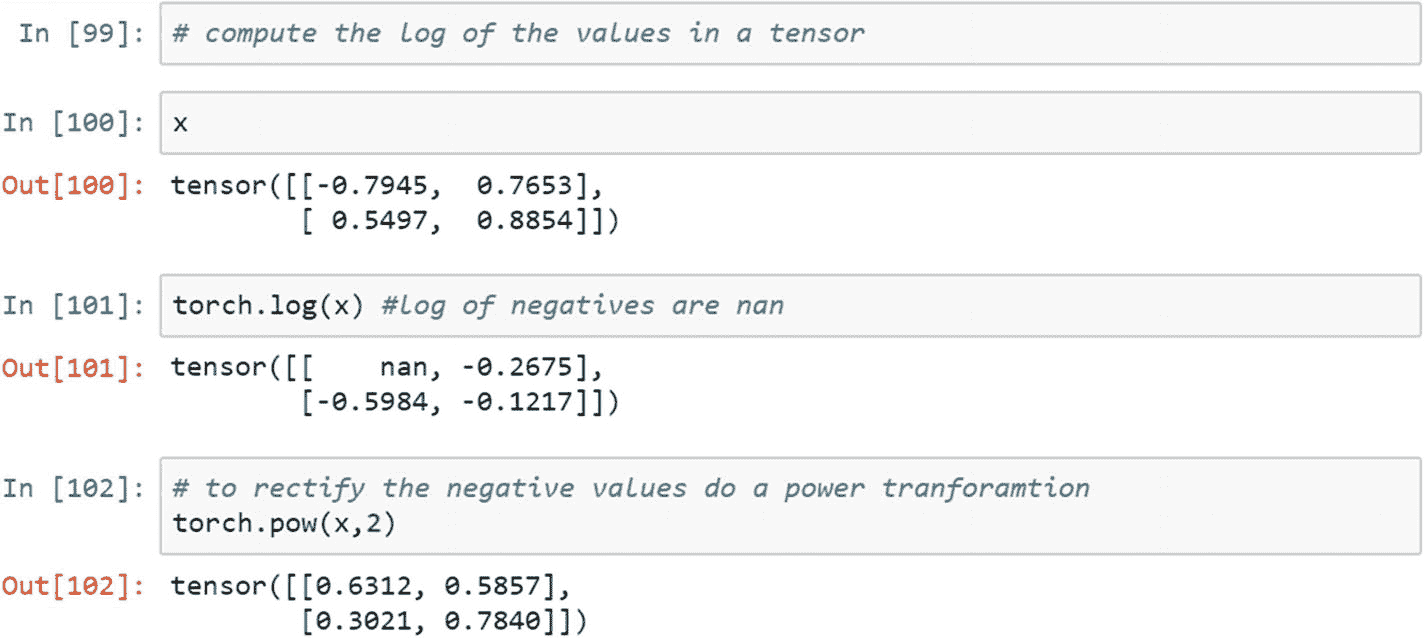 In [99]: # compute the log of the values in a tensor
In [100]: x
Out[100]: tensor([[-0.7945,  0.7653],
        [ 0.5497,  0.8854]])
In [101]: torch.log(x) #log of negatives are nan
Out[101]: tensor([[    nan, -0.2675],
        [-0.5984, -0.1217]])
In [102]: # to rectify the negative values do a power tranforamtion
torch.pow(x,2)
Out[102]: tensor([[0.6312, 0.5857],
        [0.3021, 0.7840]])